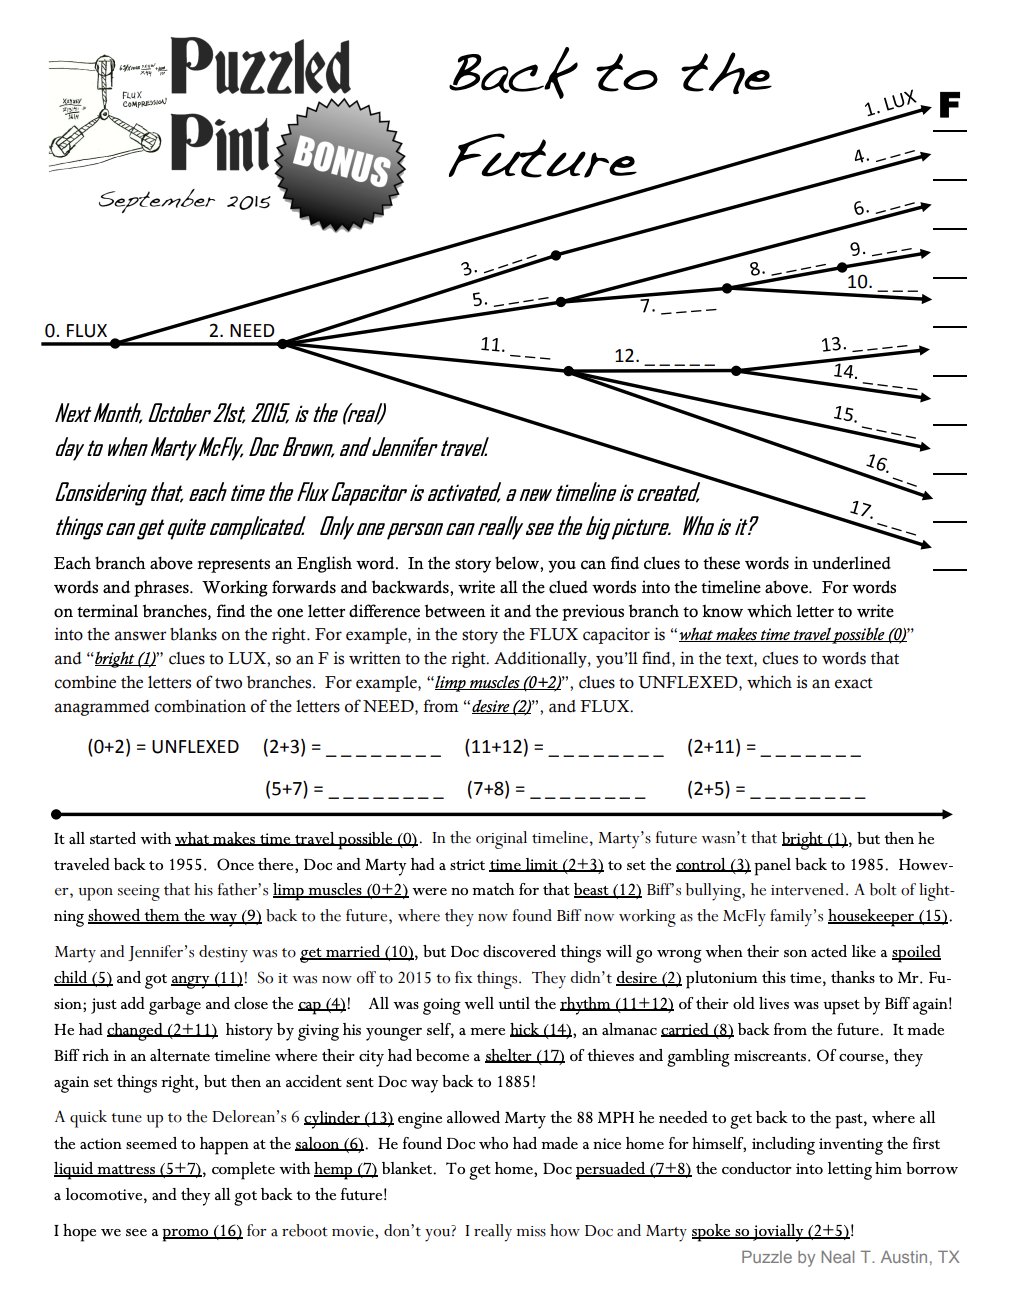 Puzzled
Pint
BONUS
September 2015
FLUX
COMPRESSION
Back to the
Future
1. LUX
F
4. _ _ _
6. _ _ _
3. _ _ _ _
9. _ _ _ _
8. _ _ _ _ _
10. _ _ _
5. _ _ _ _
7. _ _ _ _
0. FLUX
2. NEED
11. _ _ _
12. _ _ _ _ _
13. _ _ _ _
14. _ _ _ _
15. _ _ _ _
16. _ _
17. _ _ _
Next Month, October 21st, 2015, is the (real)
day to when Marty McFly, Doc Brown, and Jennifer travel.
Considering that, each time the Flux Capacitor is activated, a new timeline is created,
things can get quite complicated. Only one person can really see the big picture. Who is it?
Each branch above represents an English word. In the story below, you can find clues to these words in underlined
words and phrases. Working forwards and backwards, write all the clued words into the timeline above. For words
on terminal branches, find the one letter difference between it and the previous branch to know which letter to write
into the answer blanks on the right. For example, in the story the FLUX capacitor is “what makes time travel possible (0)”
and “bright (1)” clues to LUX, so an F is written to the right. Additionally, you’ll find, in the text, clues to words that
combine the letters of two branches. For example, “limp muscles (0+2)”, clues to UNFLEXED, which is an exact
anagrammed combination of the letters of NEED, from “desire (2)”, and FLUX.
(0+2) = UNFLEXED (2+3) = _ _ _ _ _ _ _ _ (11+12) = _ _ _ _ _ _ _ _ (2+11) = _ _ _ _ _ _ _
(5+7) = _ _ _ _ _ _ _ _ (7+8) = _ _ _ _ _ _ _ _ (2+5) = _ _ _ _ _ _ _ _
It all started with what makes time travel possible (0). In the original timeline, Marty’s future wasn’t that bright (1), but then he
traveled back to 1955. Once there, Doc and Marty had a strict time limit (2+3) to set the control (3) panel back to 1985. Howev-
er, upon seeing that his father’s limp muscles (0+2) were no match for that beast (12) Biff’s bullying, he intervened. A bolt of light-
ning showed them the way (9) back to the future, where they now found Biff now working as the McFly family’s housekeeper (15).
Marty and Jennifer’s destiny was to get married (10), but Doc discovered things will go wrong when their son acted like a spoiled
child (5) and got angry (11)! So it was now off to 2015 to fix things. They didn’t desire (2) plutonium this time, thanks to Mr. Fu-
sion; just add garbage and close the cap (4)! All was going well until the rhythm (11+12) of their old lives was upset by Biff again!
He had changed (2+11) history by giving his younger self, a mere hick (14), an almanac carried (8) back from the future. It made
Biff rich in an alternate timeline where their city had become a shelter (17) of thieves and gambling miscreants. Of course, they
again set things right, but then an accident sent Doc way back to 1885!
A quick tune up to the Delorean’s 6 cylinder (13) engine allowed Marty the 88 MPH he needed to get back to the past, where all
the action seemed to happen at the saloon (6). He found Doc who had made a nice home for himself, including inventing the first
liquid mattress (5+7), complete with hemp (7) blanket. To get home, Doc persuaded (7+8) the conductor into letting him borrow
a locomotive, and they all got back to the future!
I hope we see a promo (16) for a reboot movie, don’t you? I really miss how Doc and Marty spoke so jovially (2+5)!
Puzzle by Neal T. Austin, TX